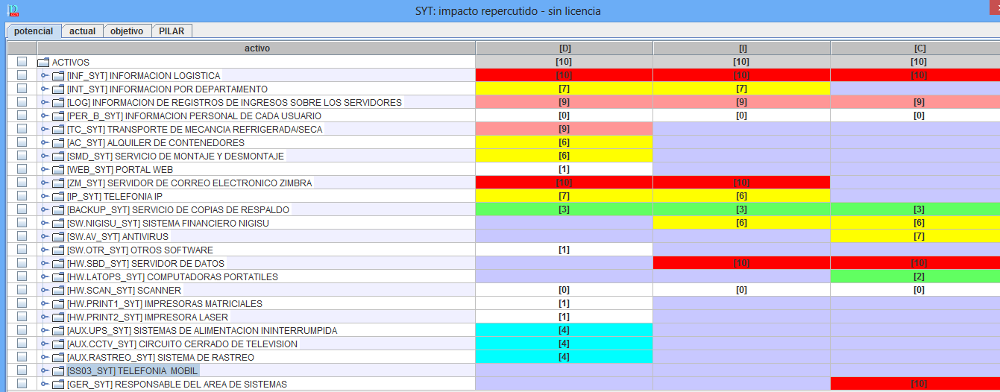 SYT: impacto repercutido - sin licencia
potencial actual objetivo PILAR
activo [D] [I] [C]
ACTIVOS [10] [10] [10]
[INF_SYT] INFORMACION LOGISTICA [10] [10] [10]
[INT_SYT] INFORMACION POR DEPARTAMENTO [7] [7]
[LOG] INFORMACION DE REGISTROS DE INGRESOS SOBRE LOS SERVIDORES [9] [9] [9]
[PER_B_SYT] INFORMACION PERSONAL DE CADA USUARIO [0] [0] [0]
[TC_SYT] TRANSPORTE DE MECANCIA REFRIGERADA/SECA [9]
[AC_SYT] ALQUILER DE CONTENEDORES [6]
[SMD_SYT] SERVICIO DE MONTAJE Y DESMONTAJE [6]
[WEB_SYT] PORTAL WEB [1]
[ZM_SYT] SERVIDOR DE CORREO ELECTRONICO ZIMBRA [10] [10]
[IP_SYT] TELEFONIA IP [7] [6]
[BACKUP_SYT] SERVICIO DE COPIAS DE RESPALDO [3] [3] [3]
[SW.NIGISU_SYT] SISTEMA FINANCIERO NIGISU [6] [6]
[SW.AV_SYT] ANTIVIRUS [7]
[SW.OTR_SYT] OTROS SOFTWARE [1]
[HW.SBD_SYT] SERVIDOR DE DATOS [10] [10]
[HW.LATOPS_SYT] COMPUTADORAS PORTATILES [2]
[HW.SCAN_SYT] SCANNER [0] [0] [0]
[HW.PRINT1_SYT] IMPRESORAS MATRICIALES [1]
[HW.PRINT2_SYT] IMPRESORA LASER [1]
[AUX.UPS_SYT] SISTEMAS DE ALIMENTACION ININTERRUMPIDA [4]
[AUX.CCTV_SYT] CIRCUITO CERRADO DE TELEVISION [4]
[AUX.RASTREO_SYT] SISTEMA DE RASTREO [4]
[SS03_SYT] TELEFONIA MOBIL
[GER_SYT] RESPONSABLE DEL AREA DE SISTEMAS [10]